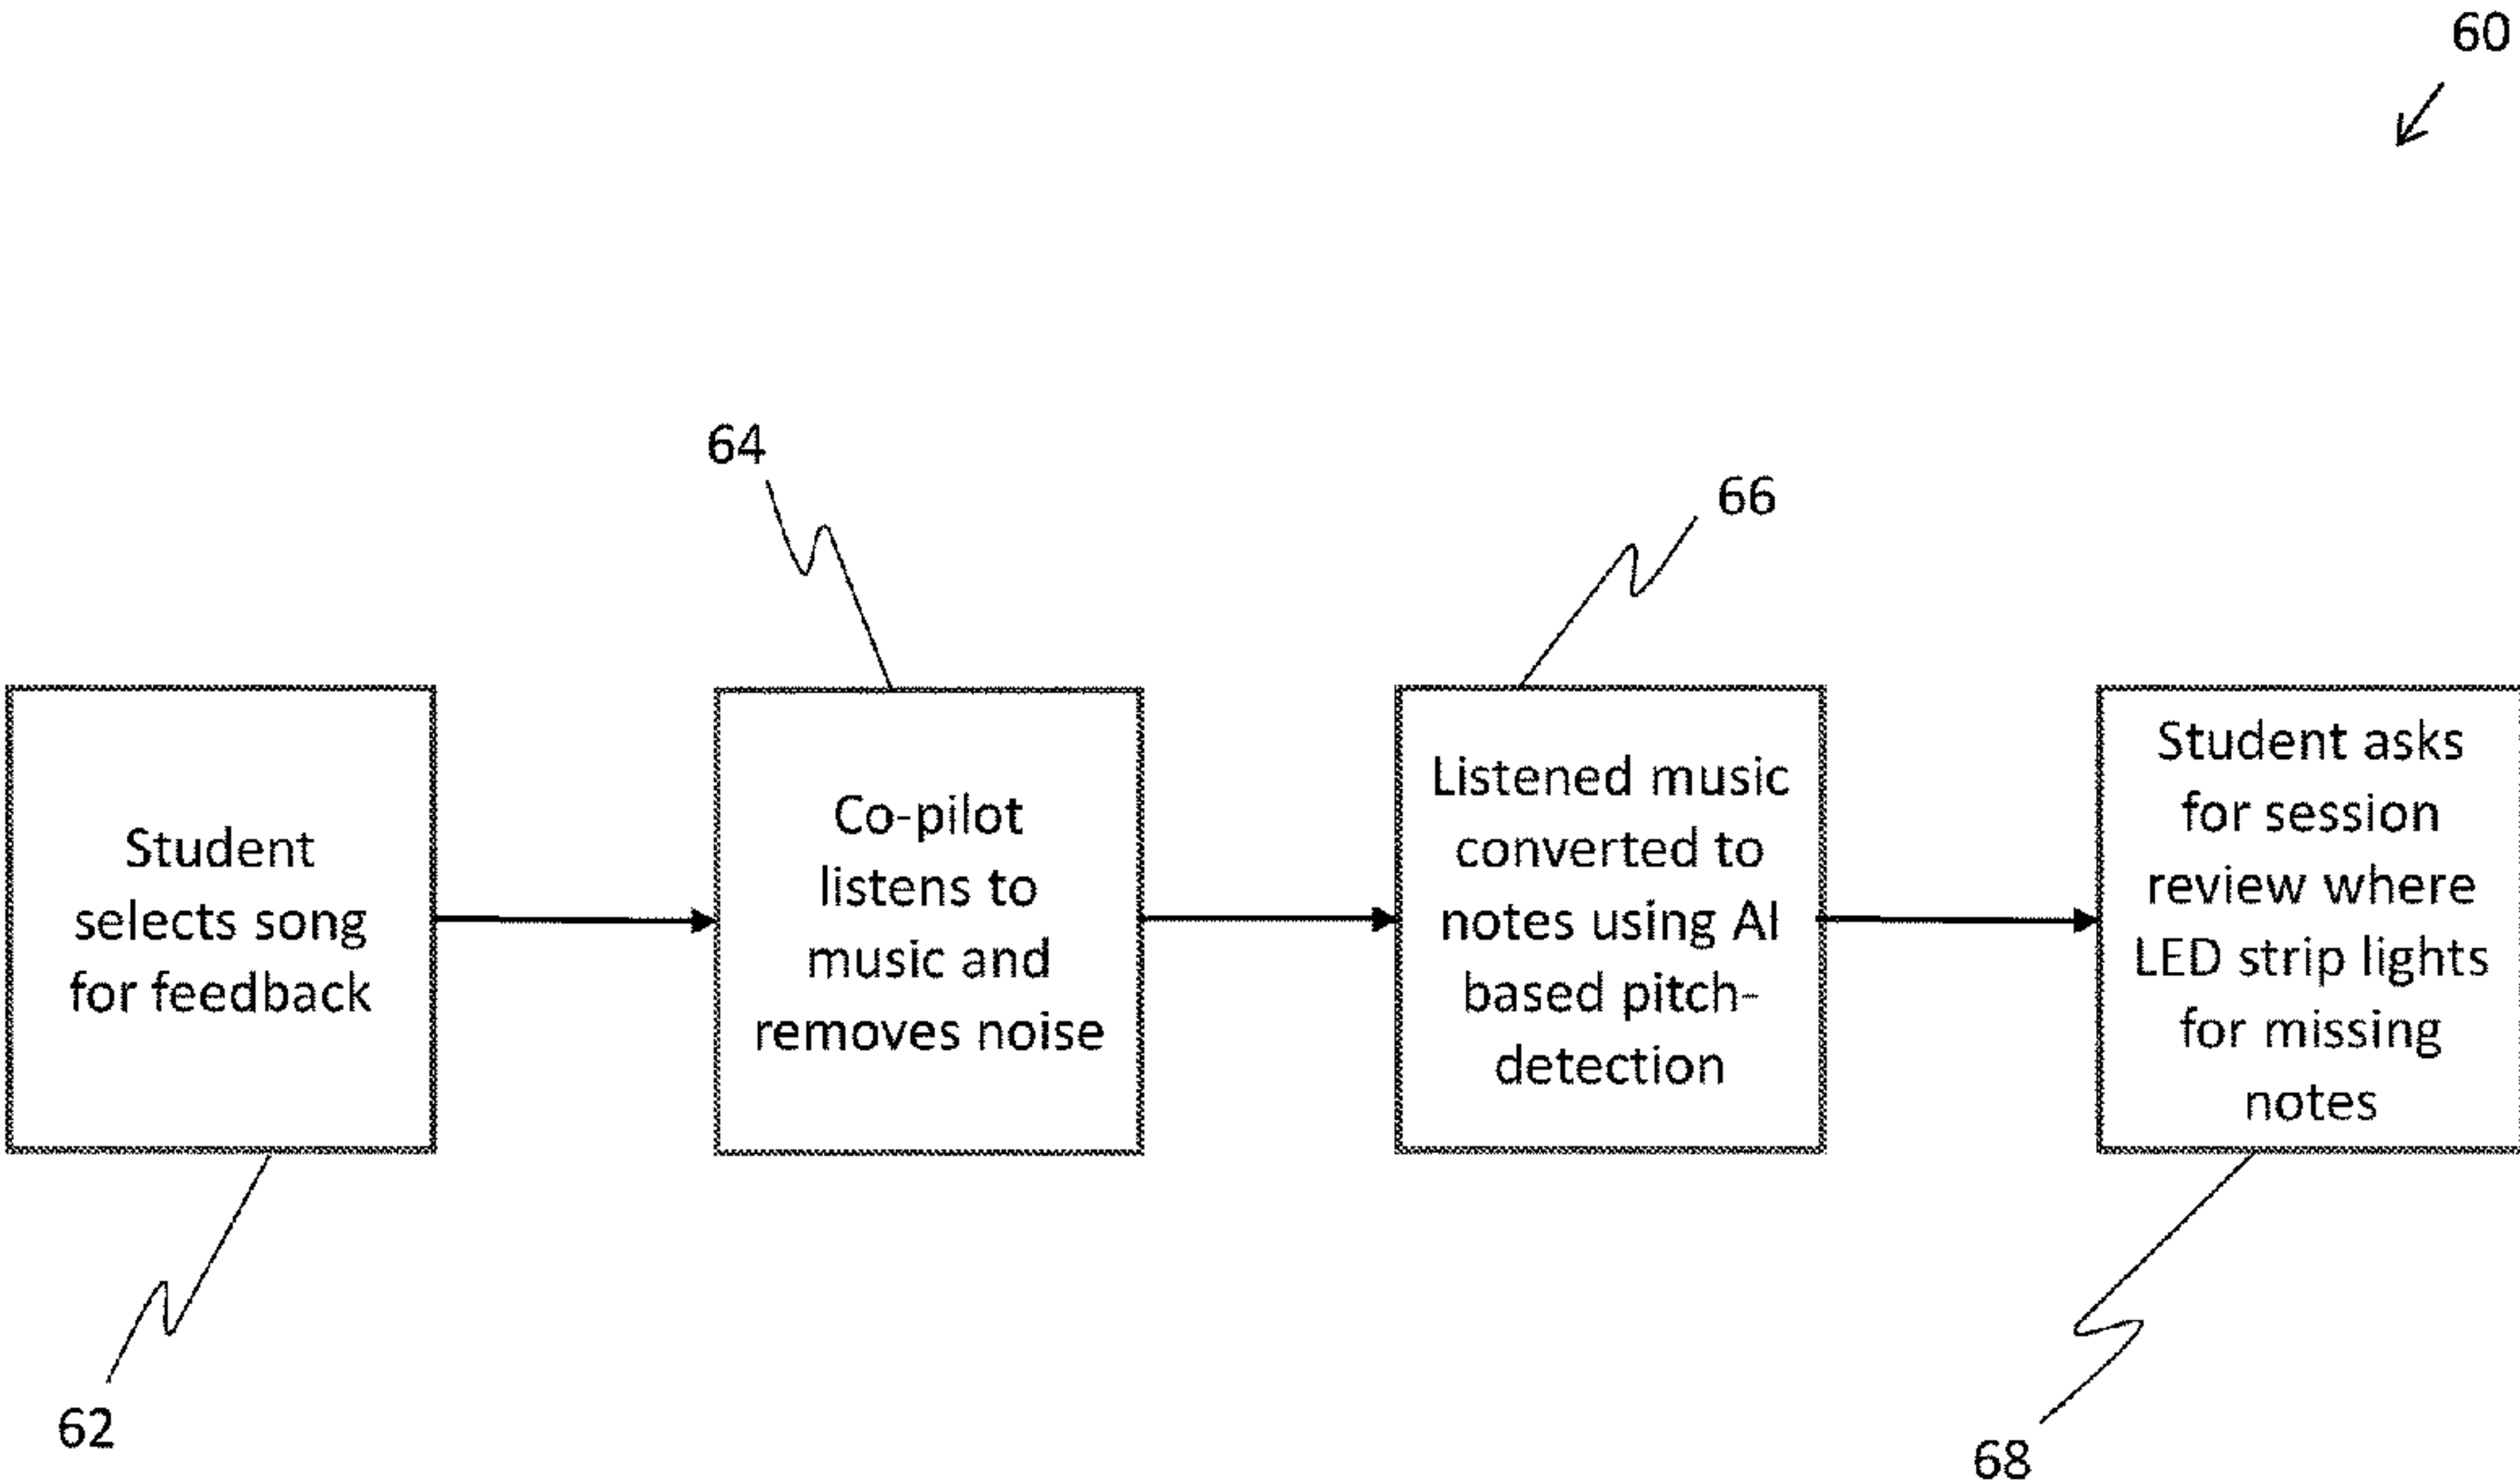 60
64
66
Student
selects song
for feedback
Co-pilot
listens to
music and
removes noise
Listened music
converted to
notes using AI
based pitch-
detection
Student asks
for session
review where
LED strip lights
for missing
notes
62
68